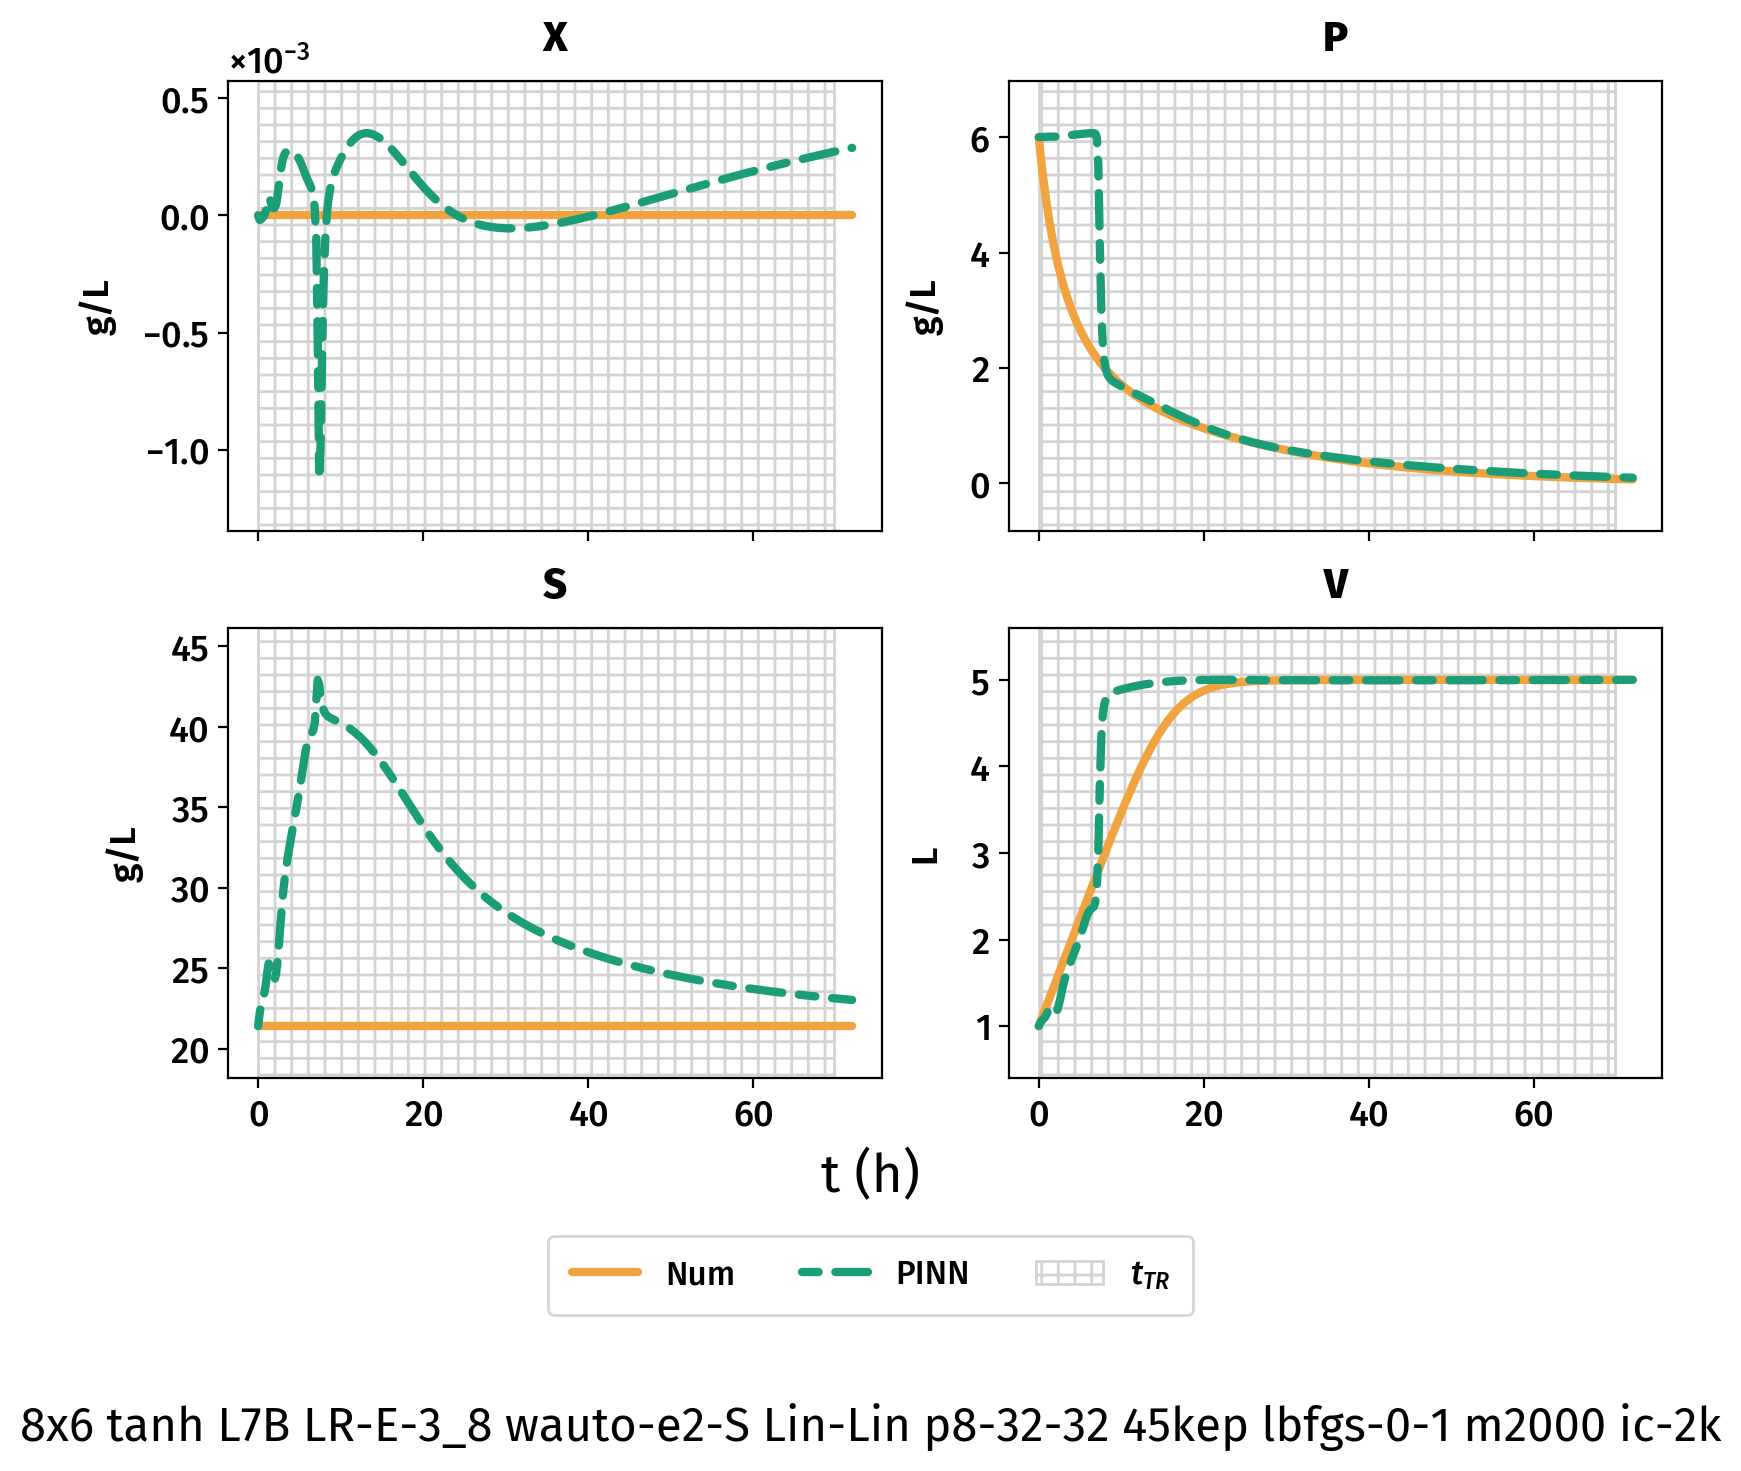 X
×10⁻³
0.5
0.0
−0.5
−1.0
g/L
P
6
4
2
0
g/L
S
45
40
35
30
25
20
g/L
0 20 40 60
V
5
4
3
2
1
L
0 20 40 60
t (h)
Num PINN t_TR
8x6 tanh L7B LR-E-3_8 wauto-e2-S Lin-Lin p8-32-32 45kep lbfgs-0-1 m2000 ic-2k